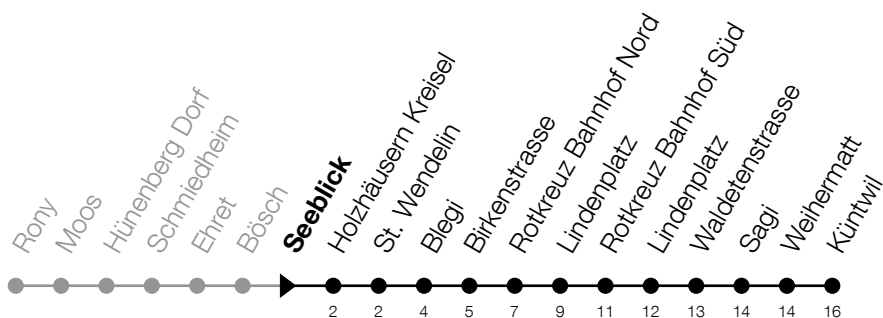 Rony
Moos
Hünenberg Dorf
Schmiedheim
Ehret
Bösch
Seeblick
Holzhäusern Kreisel
St. Wendelin
Blegi
Birkenstrasse
Rotkreuz Bahnhof Nord
Lindenplatz
Rotkreuz Bahnhof Süd
Lindenplatz
Waldetenstrasse
Sagi
Weihermatt
Küntwil
2 2 4 5 7 9 11 12 13 14 14 16